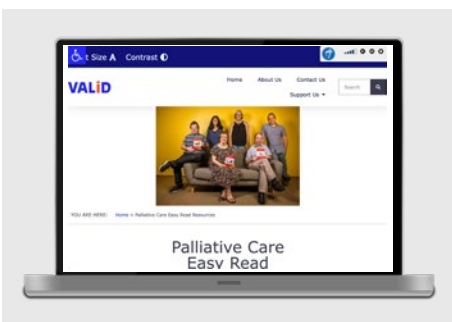 t Size A Contrast
VALiD
Home About Us Contact Us
Support Us
Search
YOU ARE HERE: Home > Palliative Care Easy Read Resources
Palliative Care
Easy Read